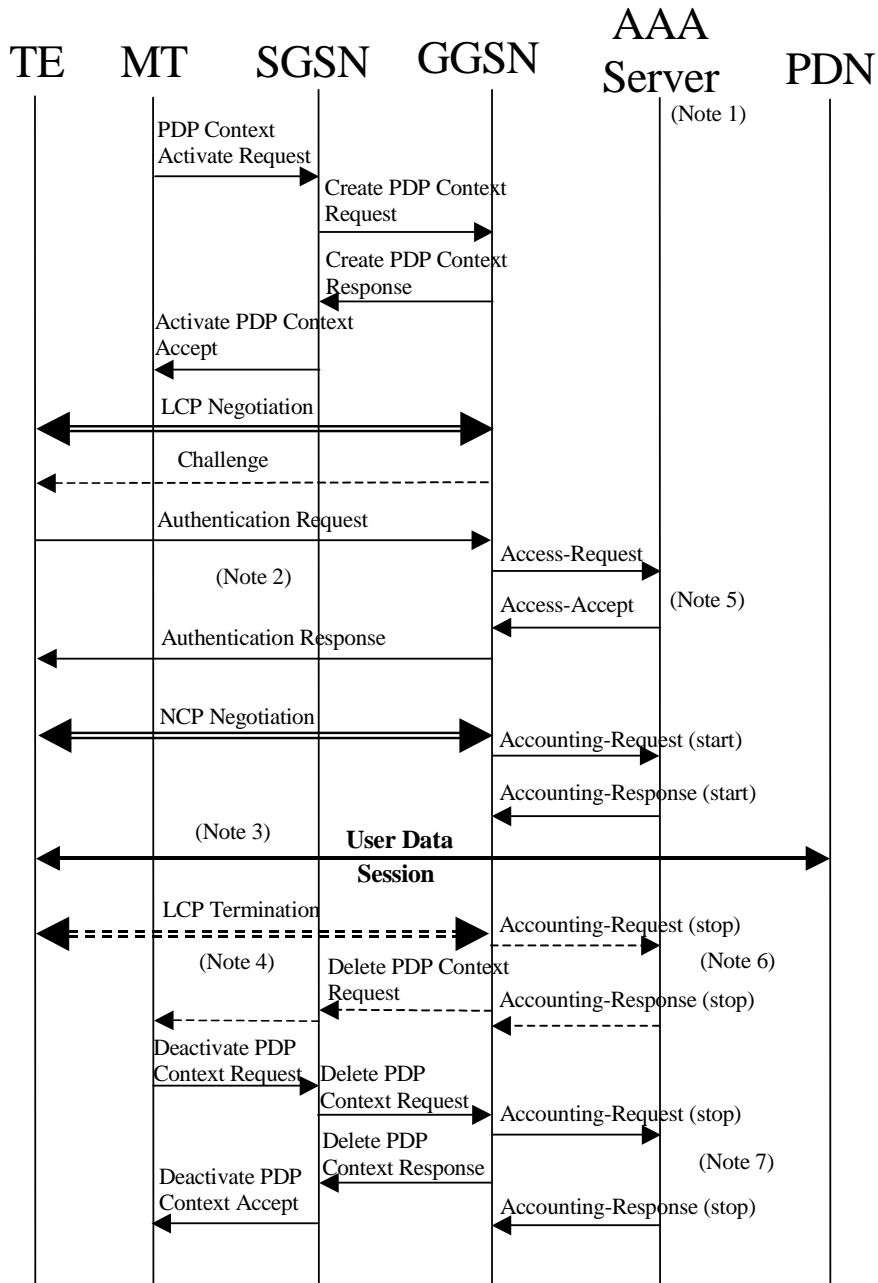 TE MT SGSN GGSN AAA Server PDN
(Note 1)
PDP Context
Activate Request
Create PDP Context
Request
Create PDP Context
Response
Activate PDP Context
Accept
LCP Negotiation
Challenge
Authentication Request
Access-Request
(Note 2)
(Note 5)
Access-Accept
Authentication Response
NCP Negotiation
Accounting-Request (start)
Accounting-Response (start)
(Note 3)
User Data
Session
LCP Termination
Accounting-Request (stop)
(Note 4)
(Note 6)
Delete PDP Context
Request
Accounting-Response (stop)
Deactivate PDP
Context Request
Delete PDP
Context Request
Accounting-Request (stop)
Delete PDP
Context Response
(Note 7)
Deactivate PDP
Context Accept
Accounting-Response (stop)